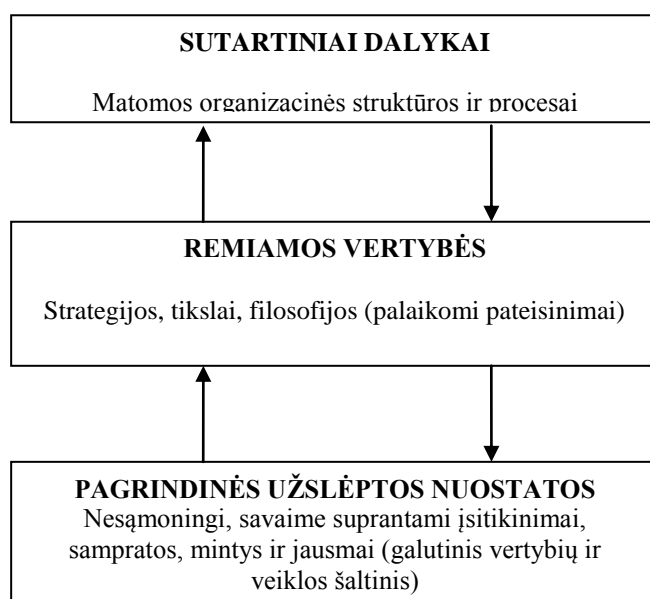 SUTARTINIAI DALYKAI
Matomos organizacinės struktūros ir procesai
REMIAMOS VERTYBĖS
Strategijos, tikslai, filosofijos (palaikomi pateisinimai)
PAGRINDINĖS UŽSLĖPTOS NUOSTATOS
Nesąmoningi, savaime suprantami įsitikinimai,
sampratos, mintys ir jausmai (galutinis vertybių ir
veiklos šaltinis)